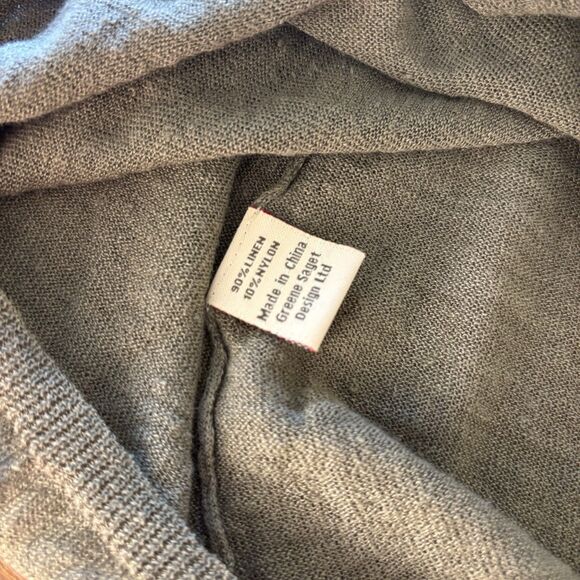 90% LINEN
10% NYLON
Made in China
Greene Saget
Design Ltd